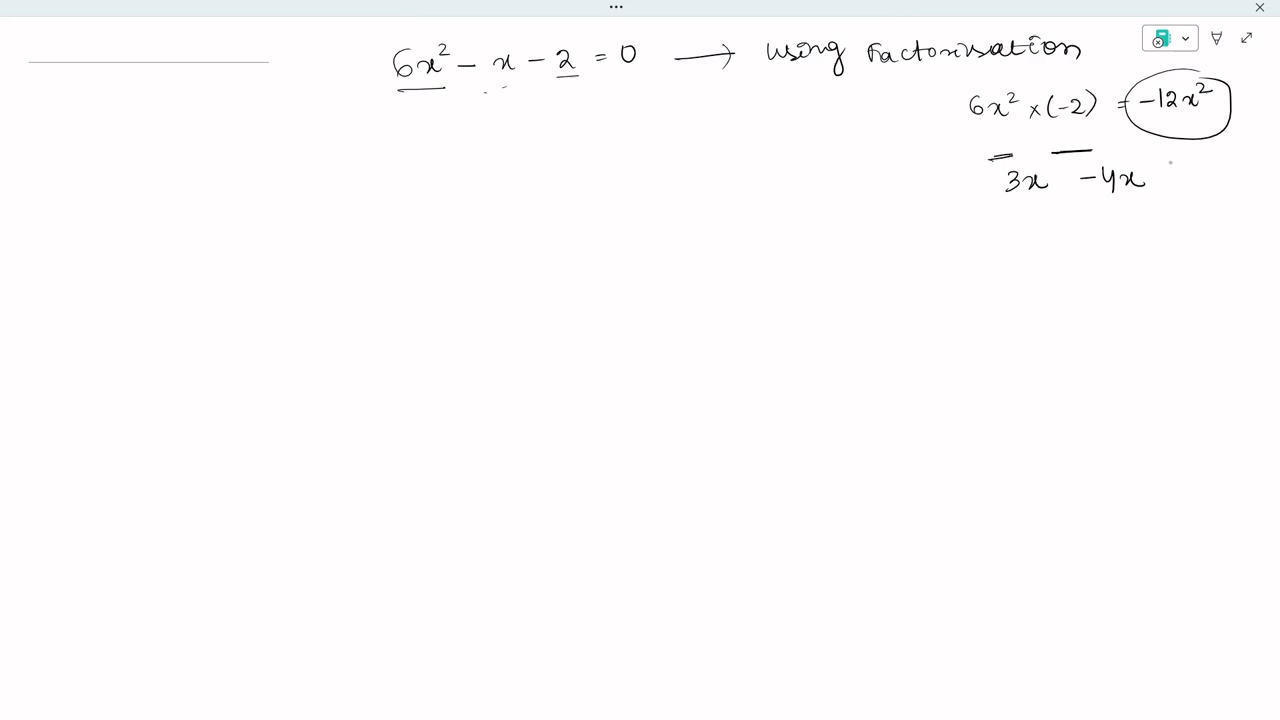 6x² - x - 2 = 0 → using Factorisation
6x² × (-2) = -12x²
3x -4x